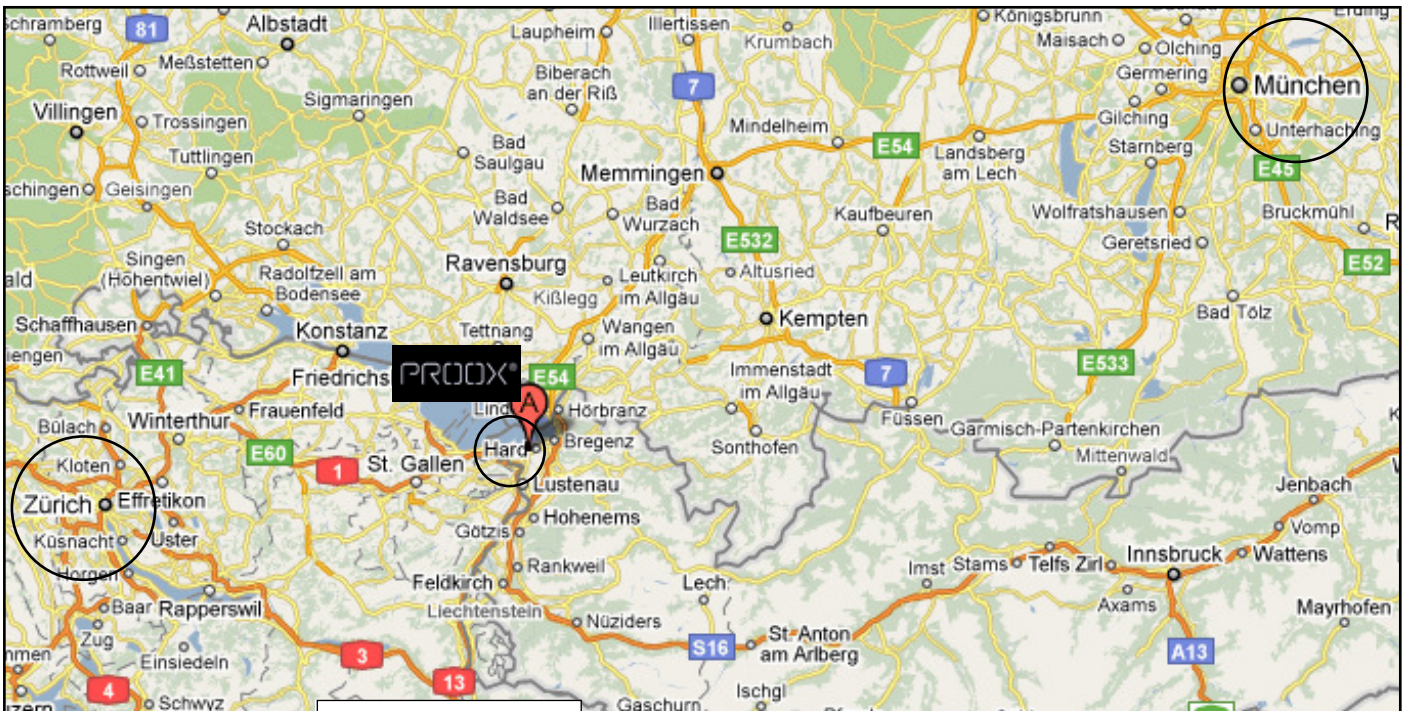 chramberg
81
Albstadt
Laupheim
Illertissen
Krumbach
Königsbrunn
Maisach
Olching
Erding
Rottweil
Meßstetten
Biberach
an der Riß
7
Germering
München
Villingen
Trossingen
Sigmaringen
Mindelheim
E54
Gilching
Unterhaching
Tuttlingen
Bad
Saulgau
Memmingen
Landsberg
am Lech
Starnberg
E45
schingen
Geisingen
Bad
Waldsee
Bad
Wurzach
Kaufbeuren
Wolfratshausen
Bruckmühl
R
Stockach
E532
Geretsried
Singen
(Hohentwiel)
Radolfzell am
Bodensee
Ravensburg
Leutkirch
im Allgäu
Altusried
E52
ald
Kißlegg
Schaffhausen
Konstanz
Tettnang
Wangen
im Allgäu
Kempten
Bad Tölz
iengen
E41
Friedrichs
PROOX®
E54
Immenstadt
im Allgäu
7
E533
Bülach
Winterthur
Frauenfeld
Lind
A
Hörbranz
Füssen
Garmisch-Partenkirchen
K
Kloten
E60
1
St. Gallen
Hard
Bregenz
Sonthofen
Mittenwald
Zürich
Effretikon
Lustenau
Jenbach
Küsnacht
Uster
Götzis
Hohenems
Vomp
Horgen
Rankweil
Innsbruck
Wattens
Feldkirch
Lech
Imst
Stams
Telfs
Zirl
Baar
Rapperswil
Liechtenstein
Nüziders
Axams
Mayrhofen
Zug
3
S16
St. Anton
am Arlberg
A13
nmen
Einsiedeln
4
13
Ischgl
Schwyz
Gaschurn